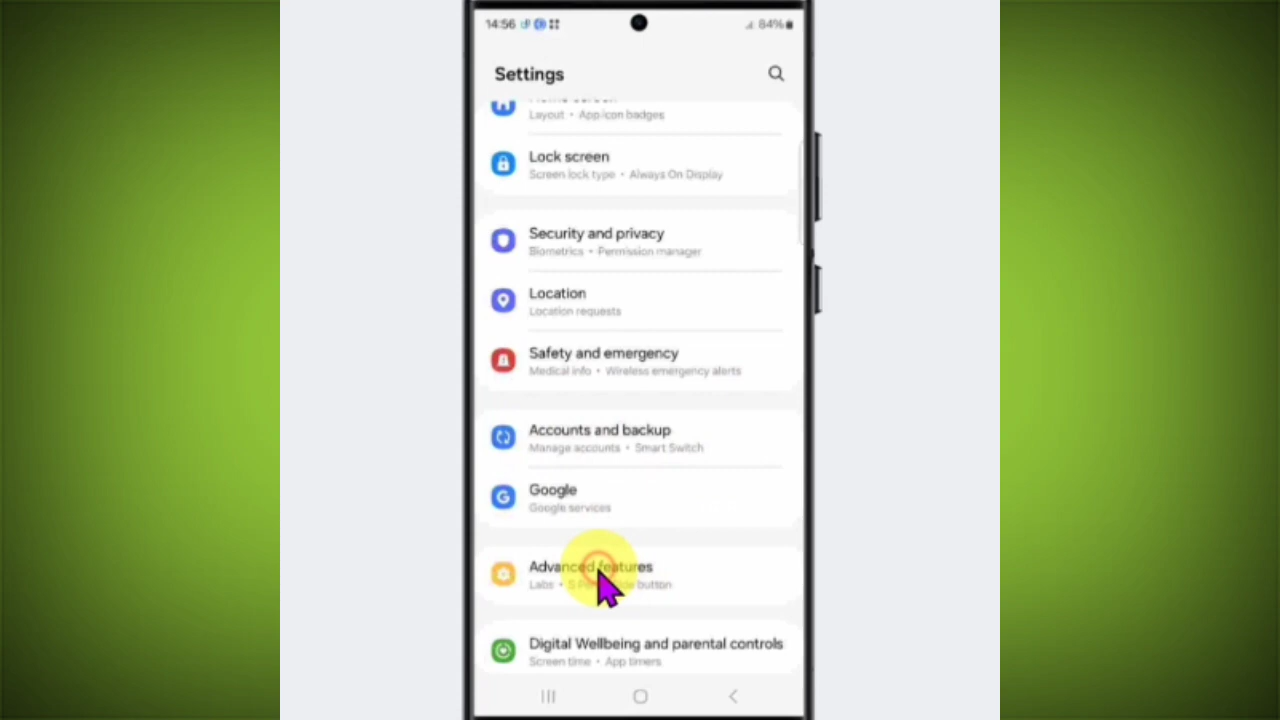 14:56
84%
Settings
Layout • App icon badges
Lock screen
Screen lock type • Always On Display
Security and privacy
Biometrics • Permission manager
Location
Location requests
Safety and emergency
Medical info • Wireless emergency alerts
Accounts and backup
Manage accounts • Smart Switch
Google
Google services
Advanced features
Labs • S button
Digital Wellbeing and parental controls
Screen time • App timers